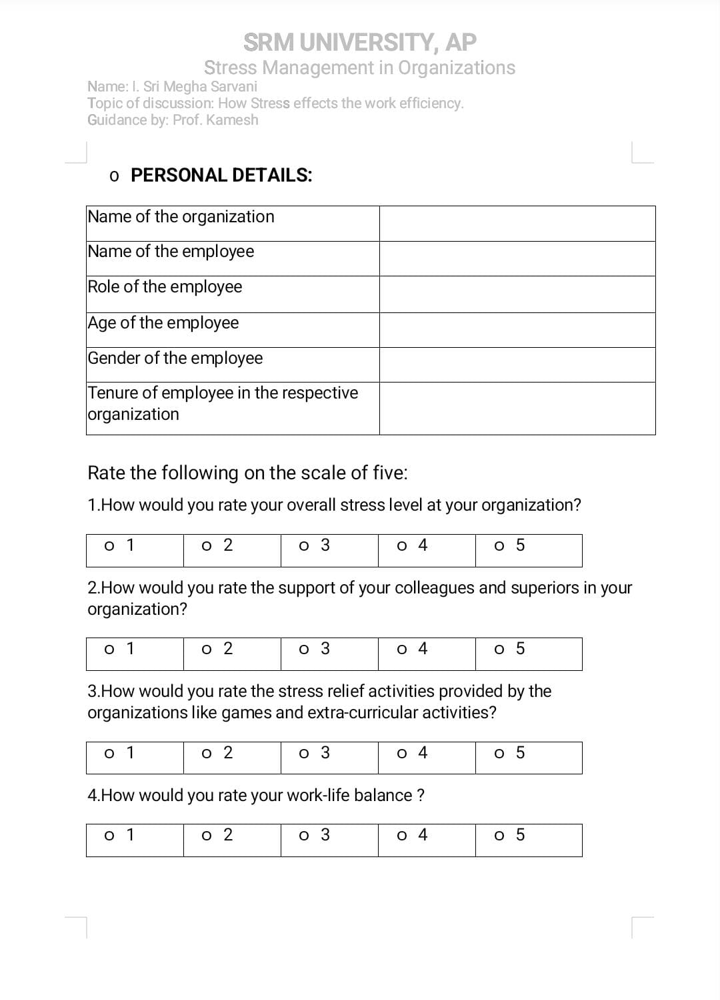 SRM UNIVERSITY, AP
Stress Management in Organizations
Name: I. Sri Megha Sarvani
Topic of discussion: How Stress effects the work efficiency.
Guidance by: Prof. Kamesh
o PERSONAL DETAILS:
Name of the organization
Name of the employee
Role of the employee
Age of the employee
Gender of the employee
Tenure of employee in the respective
organization
Rate the following on the scale of five:
1.How would you rate your overall stress level at your organization?
o 1 o 2 o 3 o 4 o 5
2.How would you rate the support of your colleagues and superiors in your
organization?
o 1 o 2 o 3 o 4 o 5
3.How would you rate the stress relief activities provided by the
organizations like games and extra-curricular activities?
o 1 o 2 o 3 o 4 o 5
4.How would you rate your work-life balance ?
o 1 o 2 o 3 o 4 o 5